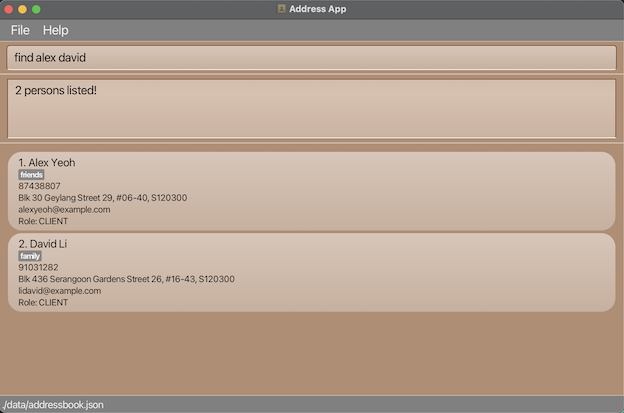 Address App
File Help
find alex david
2 persons listed!
1. Alex Yeoh
friends
87438807
Blk 30 Geylang Street 29, #06-40, S120300
alexyeoh@example.com
Role: CLIENT
2. David Li
family
91031282
Blk 436 Serangoon Gardens Street 26, #16-43, S120300
lidavid@example.com
Role: CLIENT
./data/addressbook.json